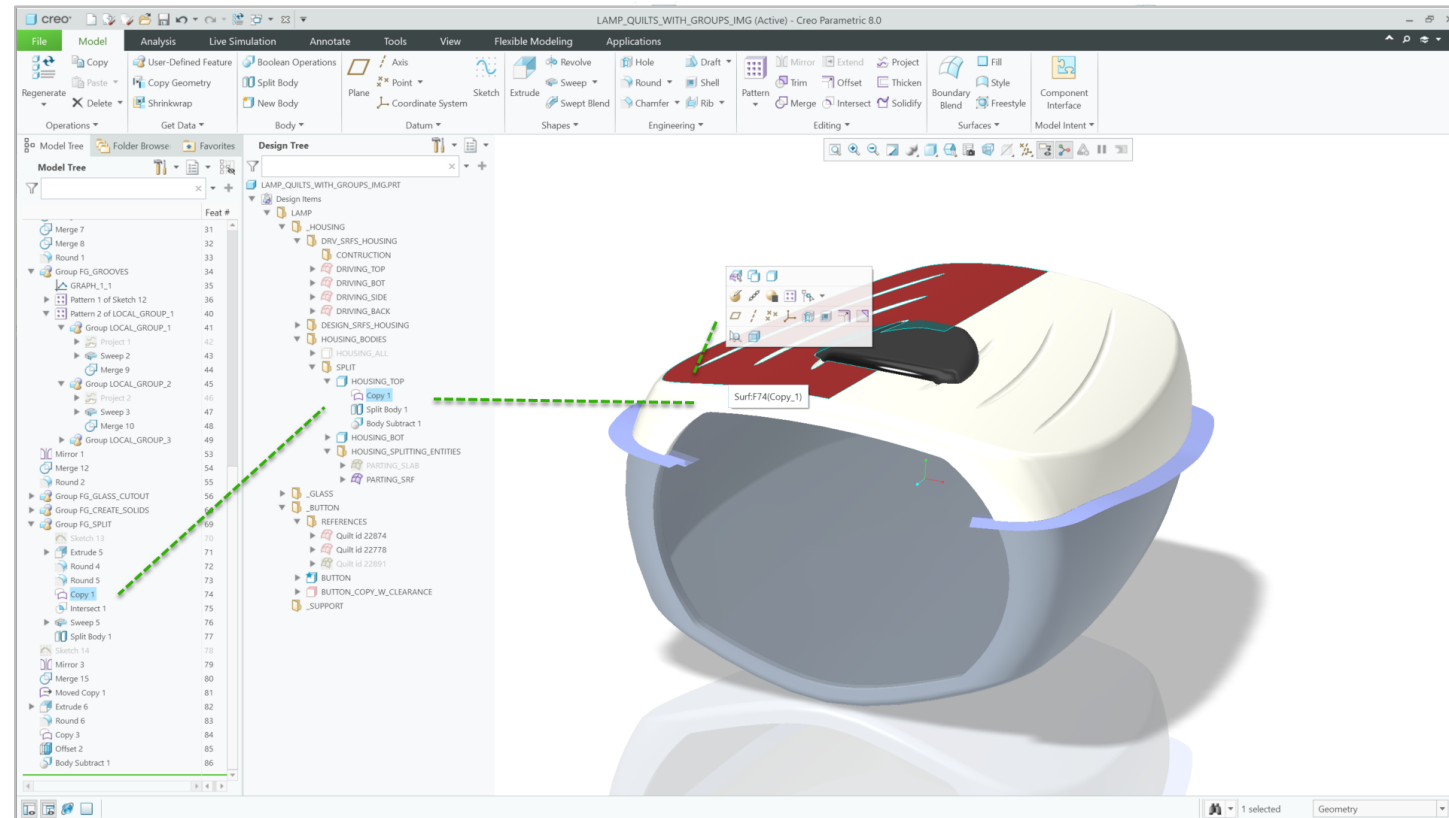 creo®
LAMP_QUILTS_WITH_GROUPS_IMG (Active) - Creo Parametric 8.0
File Model Analysis Live Simulation Annotate Tools View Flexible Modeling Applications
Regenerate
Copy
Paste
Delete
Operations
User-Defined Feature
Copy Geometry
Shrinkwrap
Get Data
Boolean Operations
Split Body
New Body
Body
Plane
Axis
Point
Coordinate System
Sketch
Datum
Extrude
Revolve
Sweep
Swept Blend
Shapes
Hole
Round
Chamfer
Draft
Shell
Rib
Engineering
Pattern
Mirror
Extend
Project
Trim
Offset
Thicken
Merge
Intersect
Solidify
Editing
Boundary Blend
Fill
Style
Freestyle
Surfaces
Component Interface
Model Intent
Model Tree Folder Browse Favorites
Model Tree
Feat #
Merge 7 31
Merge 8 32
Round 1 33
Group FG_GROOVES 34
GRAPH_1_1 35
Pattern 1 of Sketch 12 36
Pattern 2 of LOCAL_GROUP_1 40
Group LOCAL_GROUP_1 41
Project 1 42
Sweep 2 43
Merge 9 44
Group LOCAL_GROUP_2 45
Project 2 46
Sweep 3 47
Merge 10 48
Group LOCAL_GROUP_3 49
Mirror 1 53
Merge 12 54
Round 2 55
Group FG_GLASS_CUTOUT 56
Group FG_CREATE_SOLIDS
Group FG_SPLIT 69
Sketch 13 70
Extrude 5 71
Round 4 72
Round 5 73
Copy 1 74
Intersect 1 75
Sweep 5 76
Split Body 1 77
Sketch 14 78
Mirror 3 79
Merge 15 80
Moved Copy 1 81
Extrude 6 82
Round 6 83
Copy 3 84
Offset 2 85
Body Subtract 1 86
Design Tree
LAMP_QUILTS_WITH_GROUPS_IMG.PRT
Design Items
LAMP
_HOUSING
DRV_SRFS_HOUSING
CONTRUCTION
DRIVING_TOP
DRIVING_BOT
DRIVING_SIDE
DRIVING_BACK
DESIGN_SRFS_HOUSING
HOUSING_BODIES
HOUSING_ALL
SPLIT
HOUSING_TOP
Copy 1
Split Body 1
Body Subtract 1
HOUSING_BOT
HOUSING_SPLITTING_ENTITIES
PARTING_SLAB
PARTING_SRF
_GLASS
_BUTTON
REFERENCES
Quilt id 22874
Quilt id 22778
Quilt id 22891
BUTTON
BUTTON_COPY_W_CLEARANCE
_SUPPORT
Surf:F74(Copy_1)
1 selected
Geometry